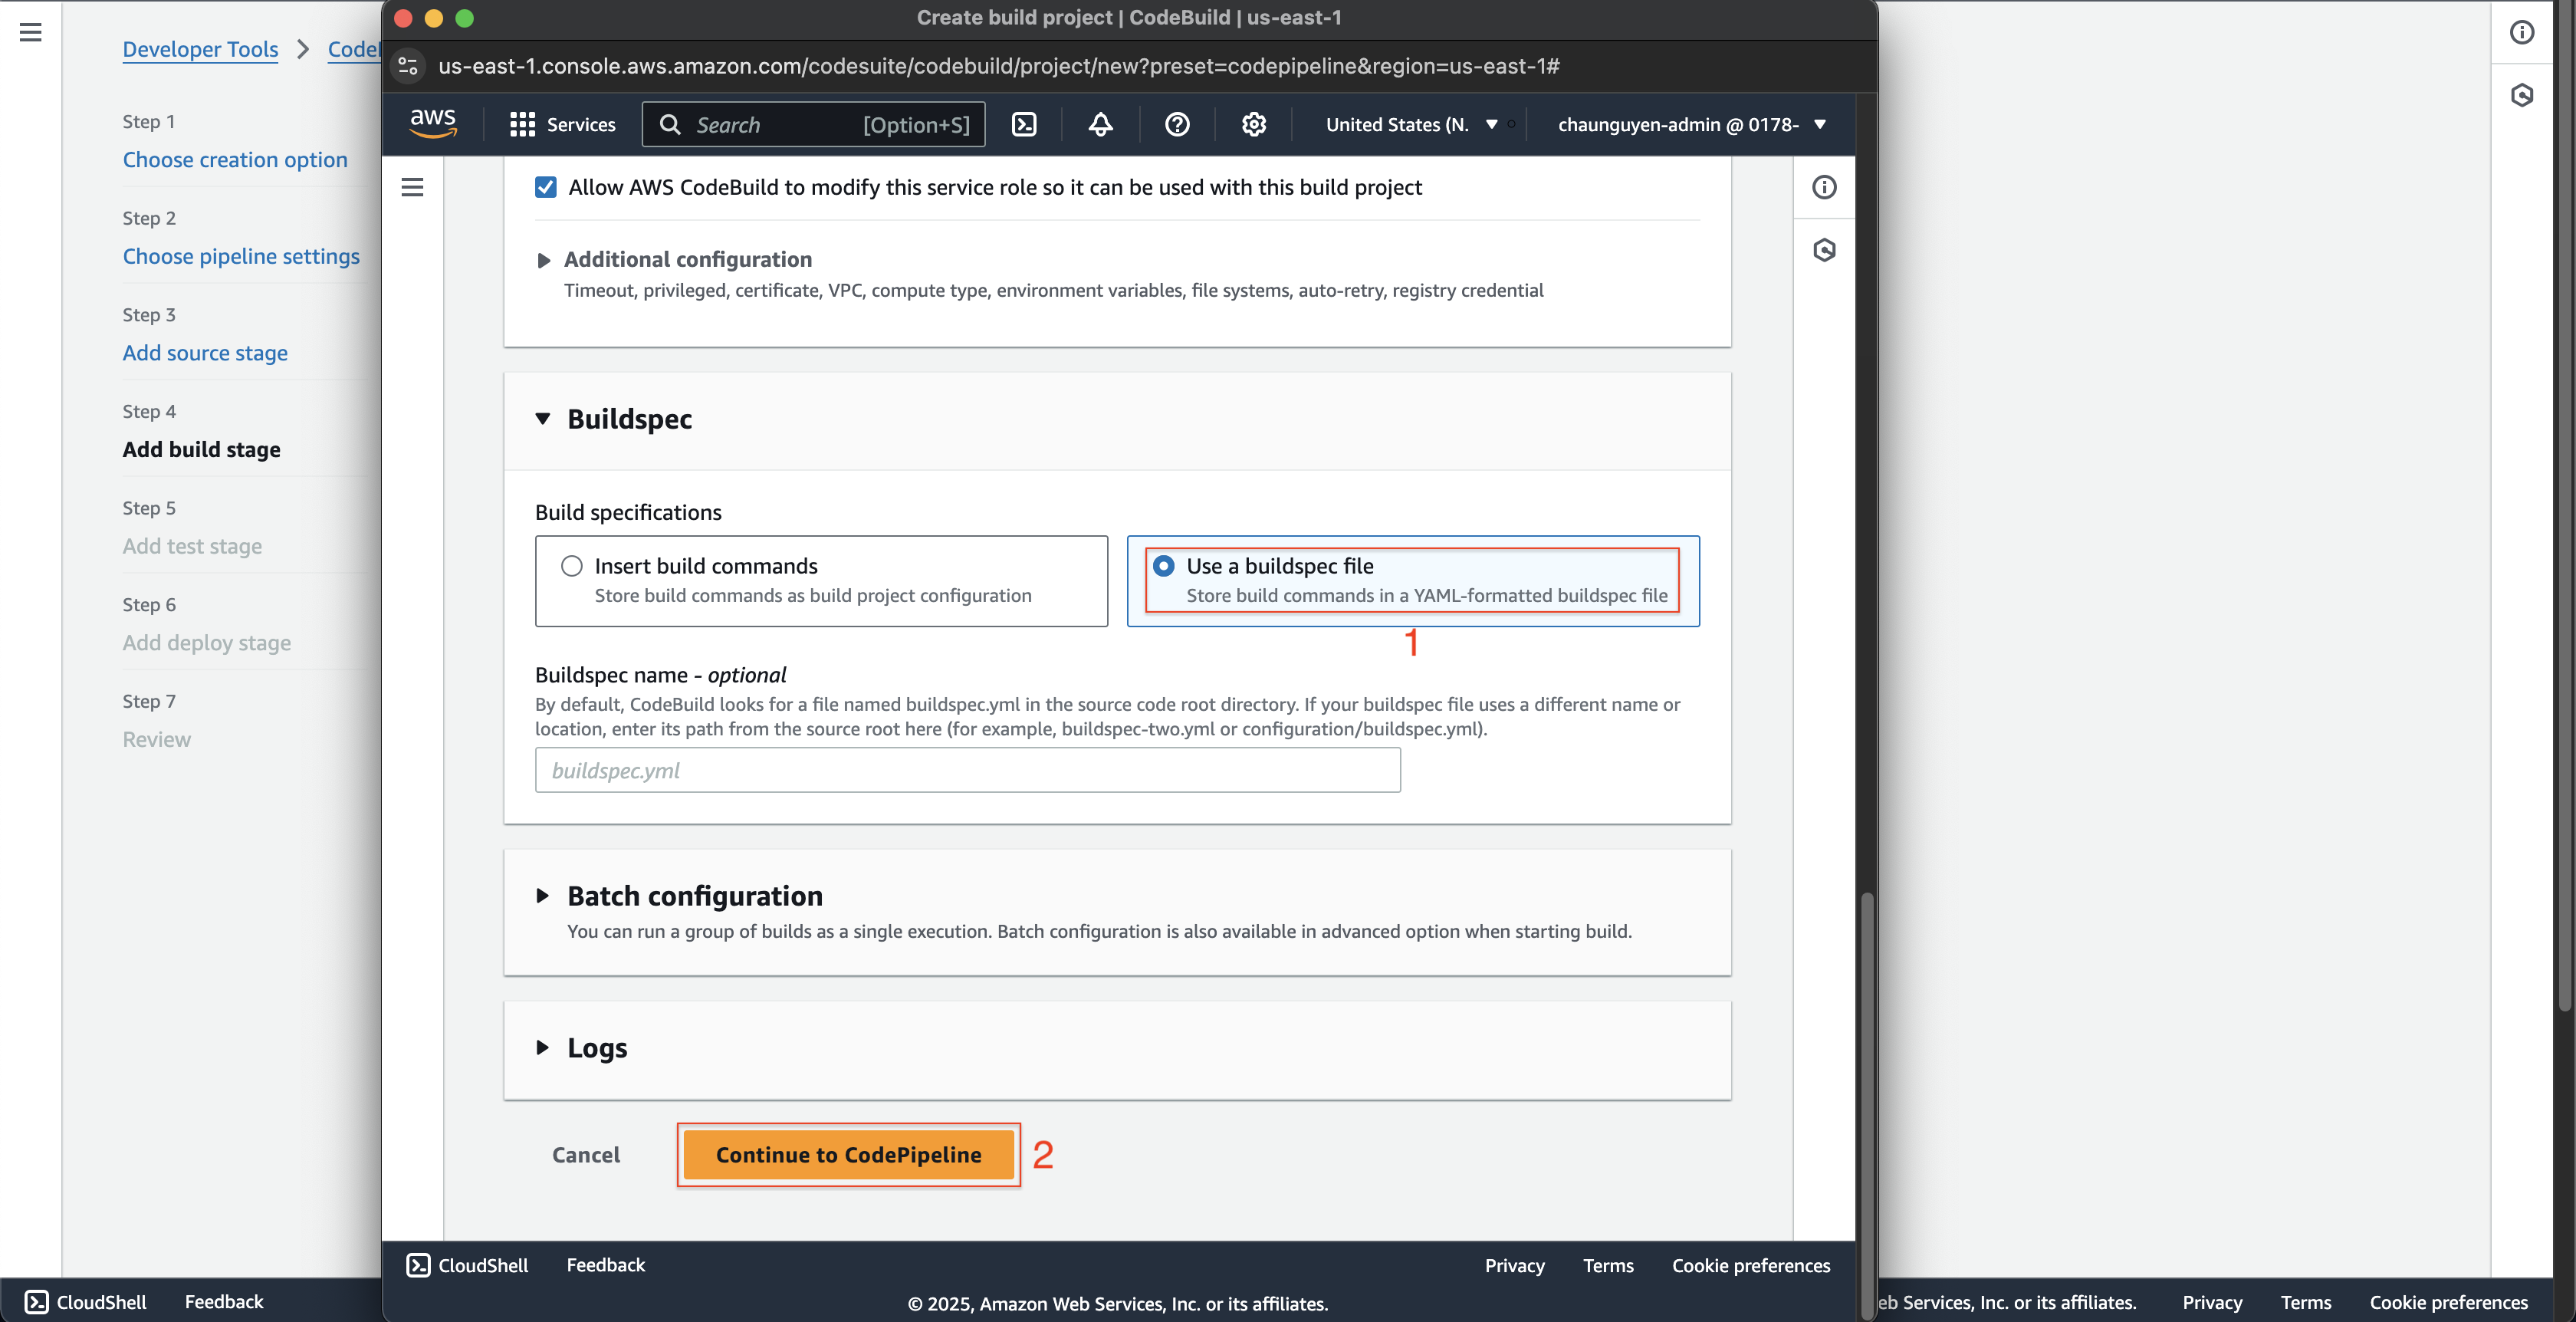 Create build project | CodeBuild | us-east-1
us-east-1.console.aws.amazon.com/codesuite/codebuild/project/new?preset=codepipeline&region=us-east-1#
aws
Services
Search
[Option+S]
United States (N.
chaunguyen-admin @ 0178-
Developer Tools
Step 1
Choose creation option
Step 2
Choose pipeline settings
Step 3
Add source stage
Step 4
Add build stage
Step 5
Add test stage
Step 6
Add deploy stage
Step 7
Review
Allow AWS CodeBuild to modify this service role so it can be used with this build project
Additional configuration
Timeout, privileged, certificate, VPC, compute type, environment variables, file systems, auto-retry, registry credential
Buildspec
Build specifications
Insert build commands
Store build commands as build project configuration
Use a buildspec file
Store build commands in a YAML-formatted buildspec file
1
Buildspec name - optional
By default, CodeBuild looks for a file named buildspec.yml in the source code root directory. If your buildspec file uses a different name or
location, enter its path from the source root here (for example, buildspec-two.yml or configuration/buildspec.yml).
buildspec.yml
Batch configuration
You can run a group of builds as a single execution. Batch configuration is also available in advanced option when starting build.
Logs
Cancel
Continue to CodePipeline
2
CloudShell
Feedback
Privacy
Terms
Cookie preferences
© 2025, Amazon Web Services, Inc. or its affiliates.
CloudShell
Feedback
Services, Inc. or its affiliates.
Privacy
Terms
Cookie preferences